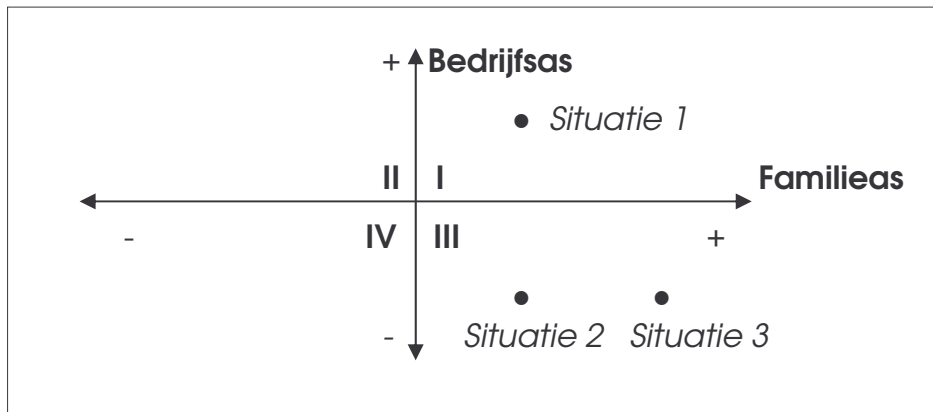 + Bedrijfsas
Situatie 1
II I Familieas
- IV III +
- Situatie 2 Situatie 3